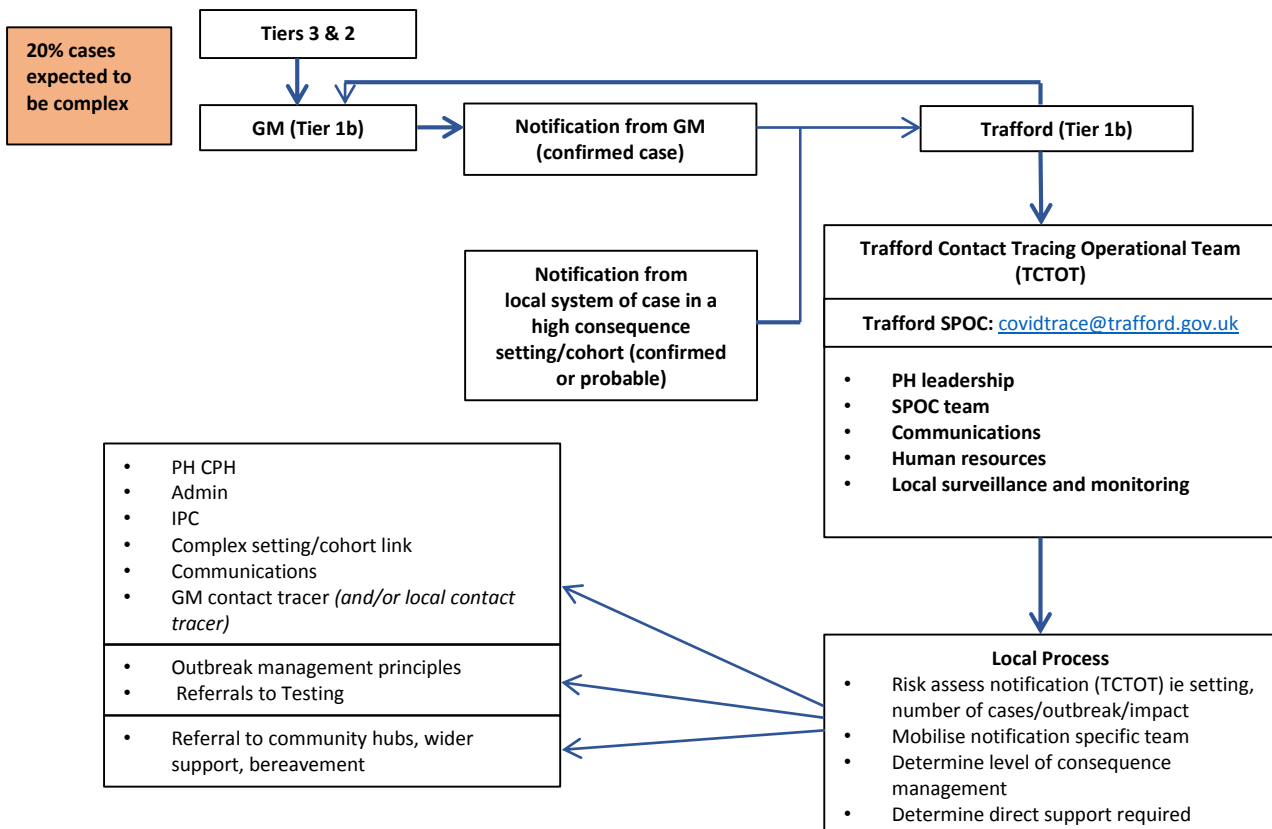 20% cases
expected to
be complex
Tiers 3 & 2
GM (Tier 1b)
Notification from GM
(confirmed case)
Trafford (Tier 1b)
Notification from
local system of case in a
high consequence
setting/cohort (confirmed
or probable)
Trafford Contact Tracing Operational Team
(TCTOT)
Trafford SPOC: covidtrace@trafford.gov.uk
• PH leadership
• SPOC team
• Communications
• Human resources
• Local surveillance and monitoring
• PH CPH
• Admin
• IPC
• Complex setting/cohort link
• Communications
• GM contact tracer (and/or local contact
tracer)
• Outbreak management principles
• Referrals to Testing
• Referral to community hubs, wider
support, bereavement
Local Process
• Risk assess notification (TCTOT) ie setting,
number of cases/outbreak/impact
• Mobilise notification specific team
• Determine level of consequence
management
• Determine direct support required